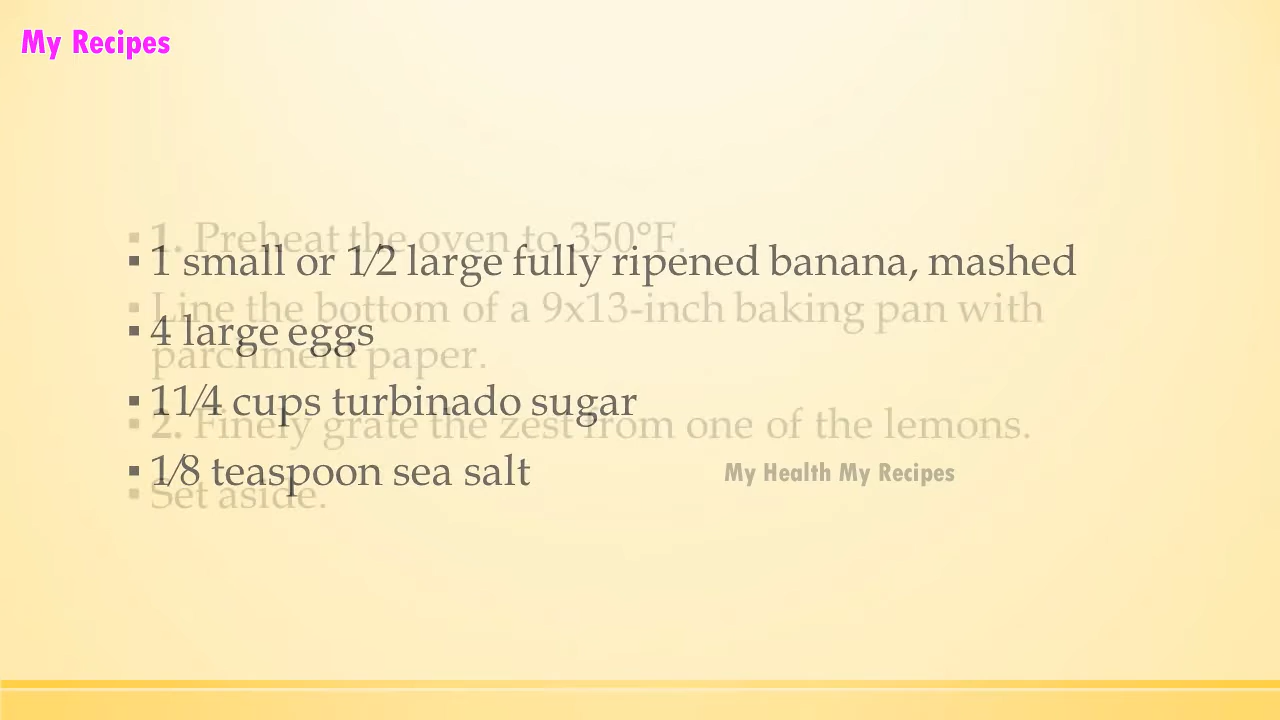 My Recipes
▪ 1. Preheat the oven to 350°F.
▪ 1 small or 1⁄2 large fully ripened banana, mashed
▪ Line the bottom of a 9x13-inch baking pan with
▪ 4 large eggs
parchment paper.
▪ 11⁄4 cups turbinado sugar
▪ 2. Finely grate the zest from one of the lemons.
▪ 1⁄8 teaspoon sea salt
My Health My Recipes
▪ Set aside.